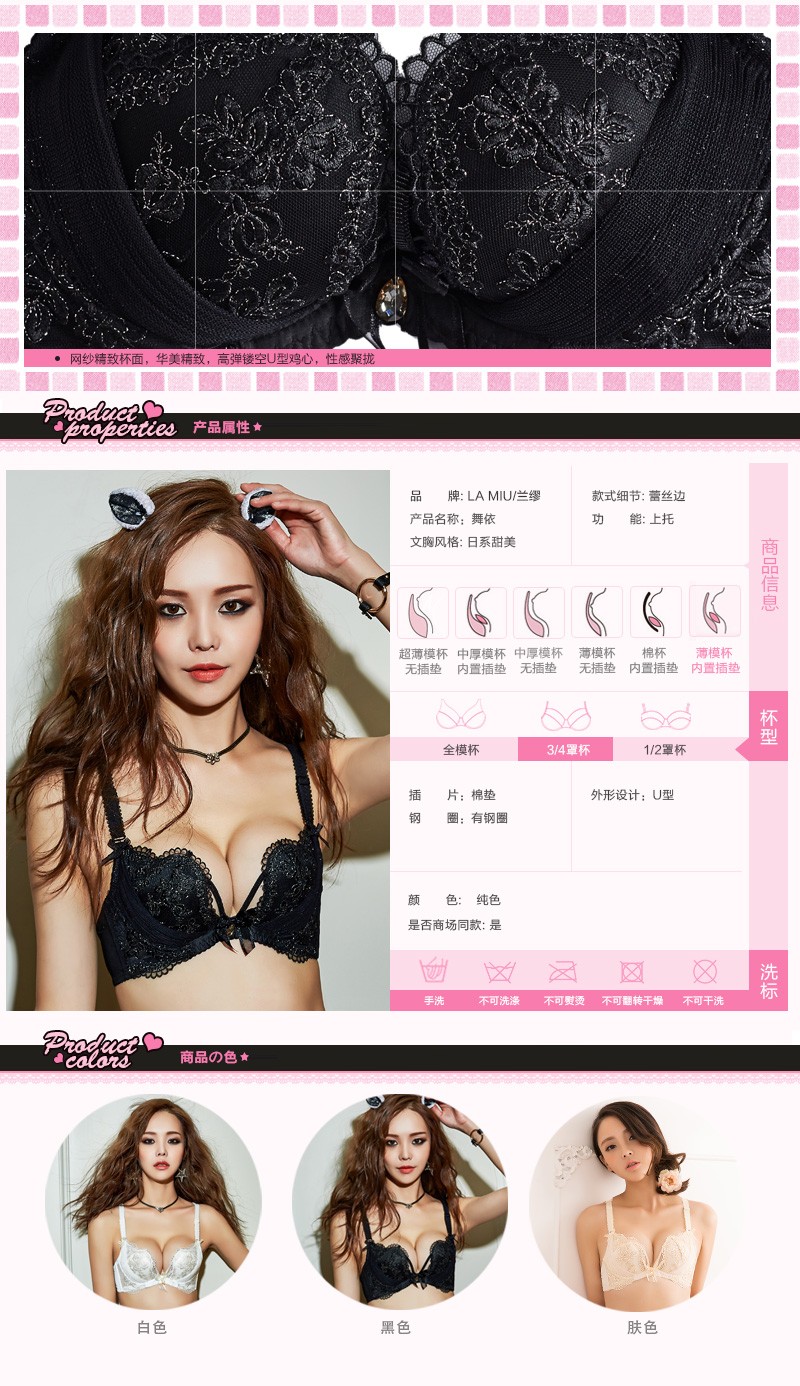 网纱精致杯面，华美精致，高弹镂空U型鸡心，性感聚拢
Product
properties
产品属性
品 牌: LA MIU/兰缪
款式细节: 蕾丝边
产品名称：舞依
功 能: 上托
文胸风格: 日系甜美
商品信息
超薄模杯 中厚模杯 中厚模杯 薄模杯 棉杯 薄模杯
无插垫 内置插垫 无插垫 无插垫 内置插垫 内置插垫
杯型
全模杯 3/4罩杯 1/2罩杯
插 片：棉垫
外形设计：U型
钢 圈：有钢圈
颜 色: 纯色
是否商场同款: 是
洗标
手洗 不可洗涤 不可熨烫 不可翻转干燥 不可干洗
Product
colors
商品の色
白色 黑色 肤色